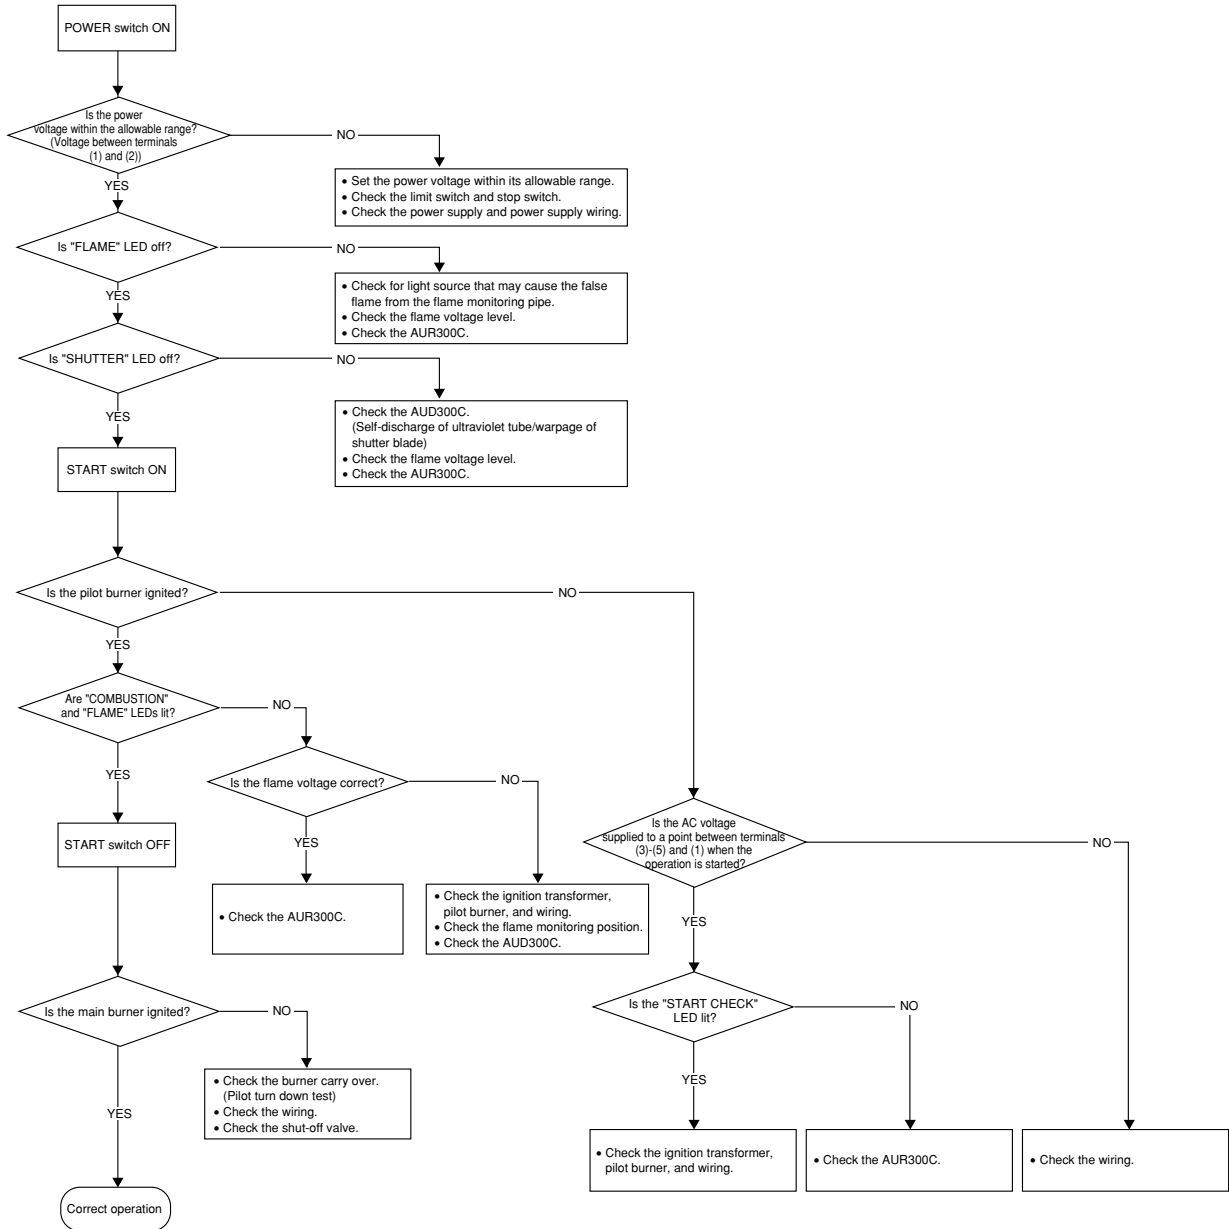 POWER switch ON
Is the power
voltage within the allowable range?
(Voltage between terminals
(1) and (2))
NO
YES
• Set the power voltage within its allowable range.
• Check the limit switch and stop switch.
• Check the power supply and power supply wiring.
Is "FLAME" LED off?
NO
YES
• Check for light source that may cause the false
flame from the flame monitoring pipe.
• Check the flame voltage level.
• Check the AUR300C.
Is "SHUTTER" LED off?
NO
YES
• Check the AUD300C.
(Self-discharge of ultraviolet tube/warpage of
shutter blade)
• Check the flame voltage level.
• Check the AUR300C.
START switch ON
Is the pilot burner ignited?
NO
YES
Are "COMBUSTION"
and "FLAME" LEDs lit?
NO
YES
Is the flame voltage correct?
NO
YES
START switch OFF
Is the AC voltage
supplied to a point between terminals
(3)-(5) and (1) when the
operation is started?
NO
YES
• Check the AUR300C.
• Check the ignition transformer,
pilot burner, and wiring.
• Check the flame monitoring position.
• Check the AUD300C.
Is the main burner ignited?
NO
YES
Is the "START CHECK"
LED lit?
NO
YES
• Check the burner carry over.
(Pilot turn down test)
• Check the wiring.
• Check the shut-off valve.
• Check the ignition transformer,
pilot burner, and wiring.
• Check the AUR300C.
• Check the wiring.
Correct operation